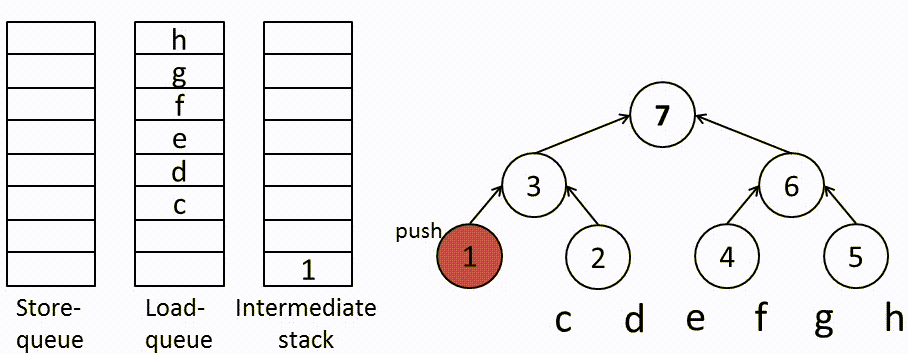 h
g
f
e
d
c
1
Store-
queue
Load-
queue
Intermediate
stack
7
3
6
push
1
2
4
5
c d e f g h